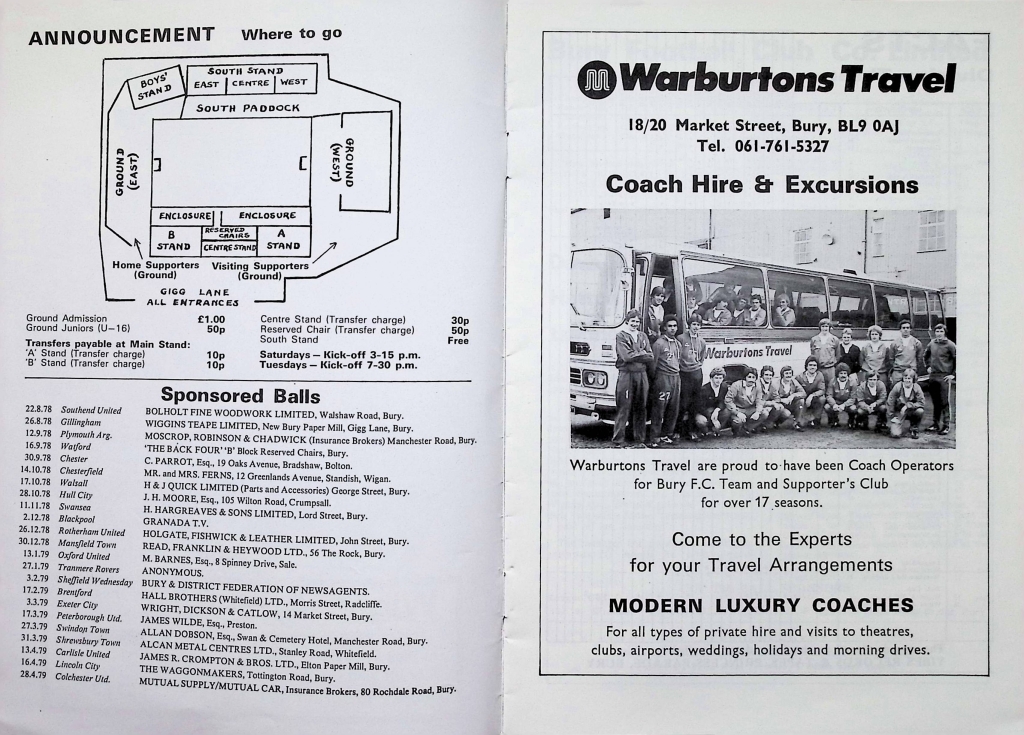 ANNOUNCEMENT Where to go
BOYS' STAND
SOUTH STAND
EAST CENTRE WEST
SOUTH PADDOCK
GROUND (EAST)
GROUND (WEST)
ENCLOSURE ENCLOSURE
B STAND
RESERVED CHAIRS
CENTRE STAND
A STAND
Home Supporters (Ground)
Visiting Supporters (Ground)
GIGG LANE
ALL ENTRANCES
Ground Admission £1.00
Ground Juniors (U-16) 50p
Transfers payable at Main Stand:
'A' Stand (Transfer charge) 10p
'B' Stand (Transfer charge) 10p
Centre Stand (Transfer charge) 30p
Reserved Chair (Transfer charge) 50p
South Stand Free
Saturdays — Kick-off 3-15 p.m.
Tuesdays — Kick-off 7-30 p.m.
Sponsored Balls
22.8.78 Southend United BOLHOLT FINE WOODWORK LIMITED, Walshaw Road, Bury.
26.8.78 Gillingham WIGGINS TEAPE LIMITED, New Bury Paper Mill, Gigg Lane, Bury.
12.9.78 Plymouth Arg. MOSCROP, ROBINSON & CHADWICK (Insurance Brokers) Manchester Road, Bury.
16.9.78 Watford 'THE BACK FOUR' 'B' Block Reserved Chairs, Bury.
30.9.78 Chester C. PARROT, Esq., 19 Oaks Avenue, Bradshaw, Bolton.
14.10.78 Chesterfield MR. and MRS. FERNS, 12 Greenlands Avenue, Standish, Wigan.
17.10.78 Walsall H & J QUICK LIMITED (Parts and Accessories) George Street, Bury.
28.10.78 Hull City J. H. MOORE, Esq., 105 Wilton Road, Crumpsall.
11.11.78 Swansea H. HARGREAVES & SONS LIMITED, Lord Street, Bury.
2.12.78 Blackpool GRANADA T.V.
26.12.78 Rotherham United HOLGATE, FISHWICK & LEATHER LIMITED, John Street, Bury.
30.12.78 Mansfield Town READ, FRANKLIN & HEYWOOD LTD., 56 The Rock, Bury.
13.1.79 Oxford United M. BARNES, Esq., 8 Spinney Drive, Sale.
27.1.79 Tranmere Rovers ANONYMOUS.
3.2.79 Sheffield Wednesday BURY & DISTRICT FEDERATION OF NEWSAGENTS.
17.2.79 Brentford HALL BROTHERS (Whitefield) LTD., Morris Street, Radcliffe.
3.3.79 Exeter City WRIGHT, DICKSON & CATLOW, 14 Market Street, Bury.
17.3.79 Peterborough Utd. JAMES WILDE, Esq., Preston.
27.3.79 Swindon Town ALLAN DOBSON, Esq., Swan & Cemetery Hotel, Manchester Road, Bury.
31.3.79 Shrewsbury Town ALCAN METAL CENTRES LTD., Stanley Road, Whitefield.
13.4.79 Carlisle United JAMES R. CROMPTON & BROS. LTD., Elton Paper Mill, Bury.
16.4.79 Lincoln City THE WAGGONMAKERS, Tottington Road, Bury.
28.4.79 Colchester Utd. MUTUAL SUPPLY/MUTUAL CAR, Insurance Brokers, 80 Rochdale Road, Bury.
Warburtons Travel
18/20 Market Street, Bury, BL9 0AJ
Tel. 061-761-5327
Coach Hire & Excursions
Warburtons Travel
1
27
Warburtons Travel are proud to have been Coach Operators
for Bury F.C. Team and Supporter's Club
for over 17 seasons.
Come to the Experts
for your Travel Arrangements
MODERN LUXURY COACHES
For all types of private hire and visits to theatres,
clubs, airports, weddings, holidays and morning drives.